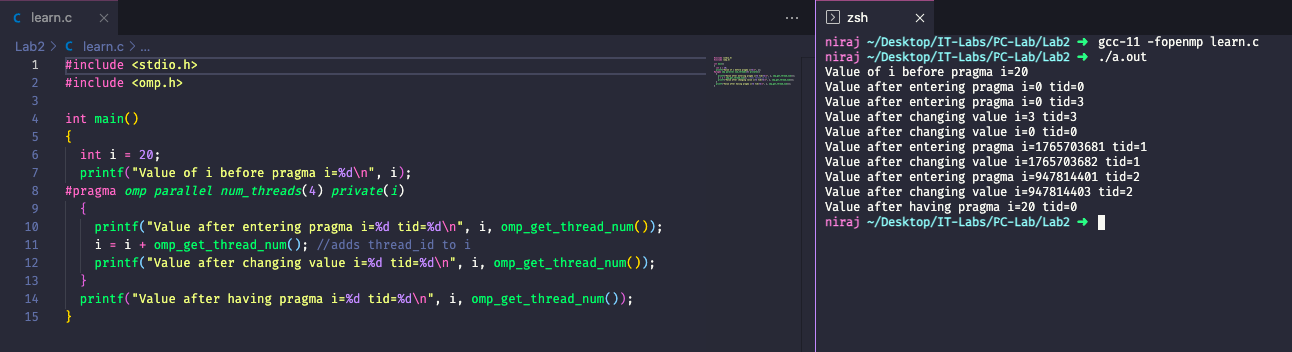 learn.c
Lab2 > C learn.c > ...
1 #include <stdio.h>
2 #include <omp.h>
3
4 int main()
5 {
6 int i = 20;
7 printf("Value of i before pragma i=%d\n", i);
8 #pragma omp parallel num_threads(4) private(i)
9 {
10 printf("Value after entering pragma i=%d tid=%d\n", i, omp_get_thread_num());
11 i = i + omp_get_thread_num(); //adds thread_id to i
12 printf("Value after changing value i=%d tid=%d\n", i, omp_get_thread_num());
13 }
14 printf("Value after having pragma i=%d tid=%d\n", i, omp_get_thread_num());
15 }
zsh
niraj ~/Desktop/IT-Labs/PC-Lab/Lab2 ➜ gcc-11 -fopenmp learn.c
niraj ~/Desktop/IT-Labs/PC-Lab/Lab2 ➜ ./a.out
Value of i before pragma i=20
Value after entering pragma i=0 tid=0
Value after entering pragma i=0 tid=3
Value after changing value i=3 tid=3
Value after changing value i=0 tid=0
Value after entering pragma i=1765703681 tid=1
Value after changing value i=1765703682 tid=1
Value after entering pragma i=947814401 tid=2
Value after changing value i=947814403 tid=2
Value after having pragma i=20 tid=0
niraj ~/Desktop/IT-Labs/PC-Lab/Lab2 ➜